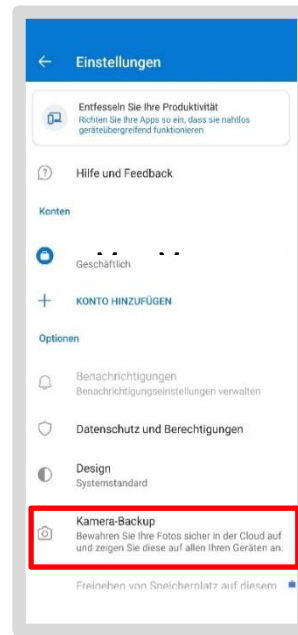 Einstellungen
Entfesseln Sie Ihre Produktivität
Richten Sie Ihre Apps so ein, dass sie nahtlos
geräteübergreifend funktionieren
Hilfe und Feedback
Konten
Geschäftlich
KONTO HINZUFÜGEN
Optionen
Benachrichtigungen
Benachrichtigungseinstellungen verwalten
Datenschutz und Berechtigungen
Design
Systemstandard
Kamera-Backup
Bewahren Sie Ihre Fotos sicher in der Cloud auf
und zeigen Sie diese auf allen Ihren Geräten an.
Freigeben von Speicherplatz auf diesem